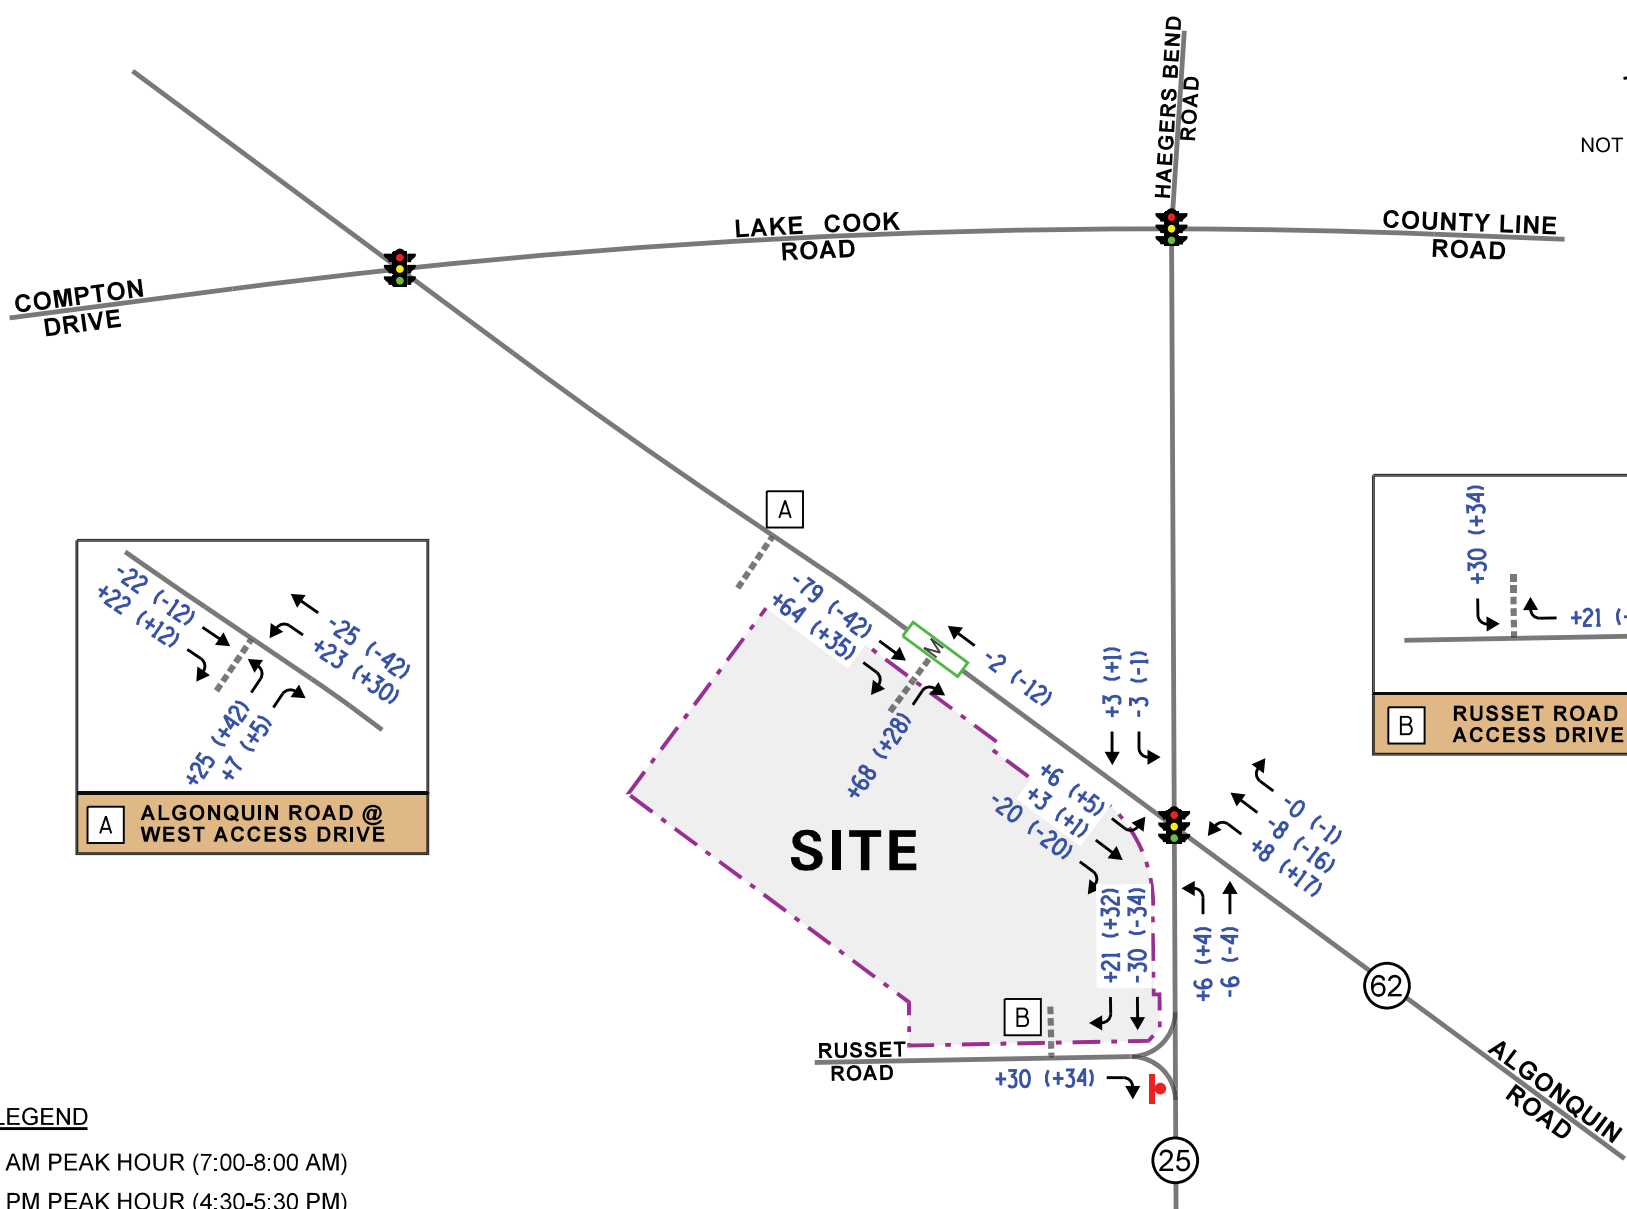 HAEGERS BEND
ROAD
NOT
LAKE COOK
ROAD
COUNTY LINE
ROAD
COMPTON
DRIVE
A
-22 (-12)
+22 (+12)
-25 (-42)
+23 (+30)
+25 (+42)
+7 (+5)
A
ALGONQUIN ROAD @
WEST ACCESS DRIVE
-79 (-42)
+64 (+35)
M
-2 (-12)
+68 (+28)
+3 (+1)
-3 (-1)
+30 (+34)
+21 (-
B
RUSSET ROAD
ACCESS DRIVE
+6 (+5)
+3 (+1)
-20 (-20)
-0 (-1)
-8 (-16)
+8 (+17)
SITE
+21 (+32)
-30 (-34)
+6 (+4)
-6 (-4)
62
B
RUSSET
ROAD
+30 (+34)
ALGONQUIN
ROAD
25
LEGEND
AM PEAK HOUR (7:00-8:00 AM)
PM PEAK HOUR (4:30-5:30 PM)